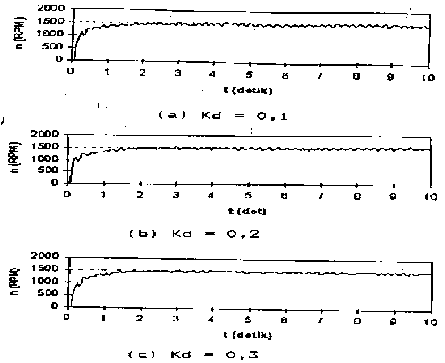 2000
1500
1000
500
0
n(RPM)
0 1 2 3 4 5 6 7 8 9 10
t(detik)
(a) Kd = 0,1
2000
1500
1000
500
0
n(RPM)
0 1 2 3 4 5 6 7 8 9 10
t(det)
(b) Kd = 0,2
2000
1500
1000
500
0
n(RPM)
0 1 2 3 4 5 6 7 8 9 10
t(detik)
(c) Kd = 0,3